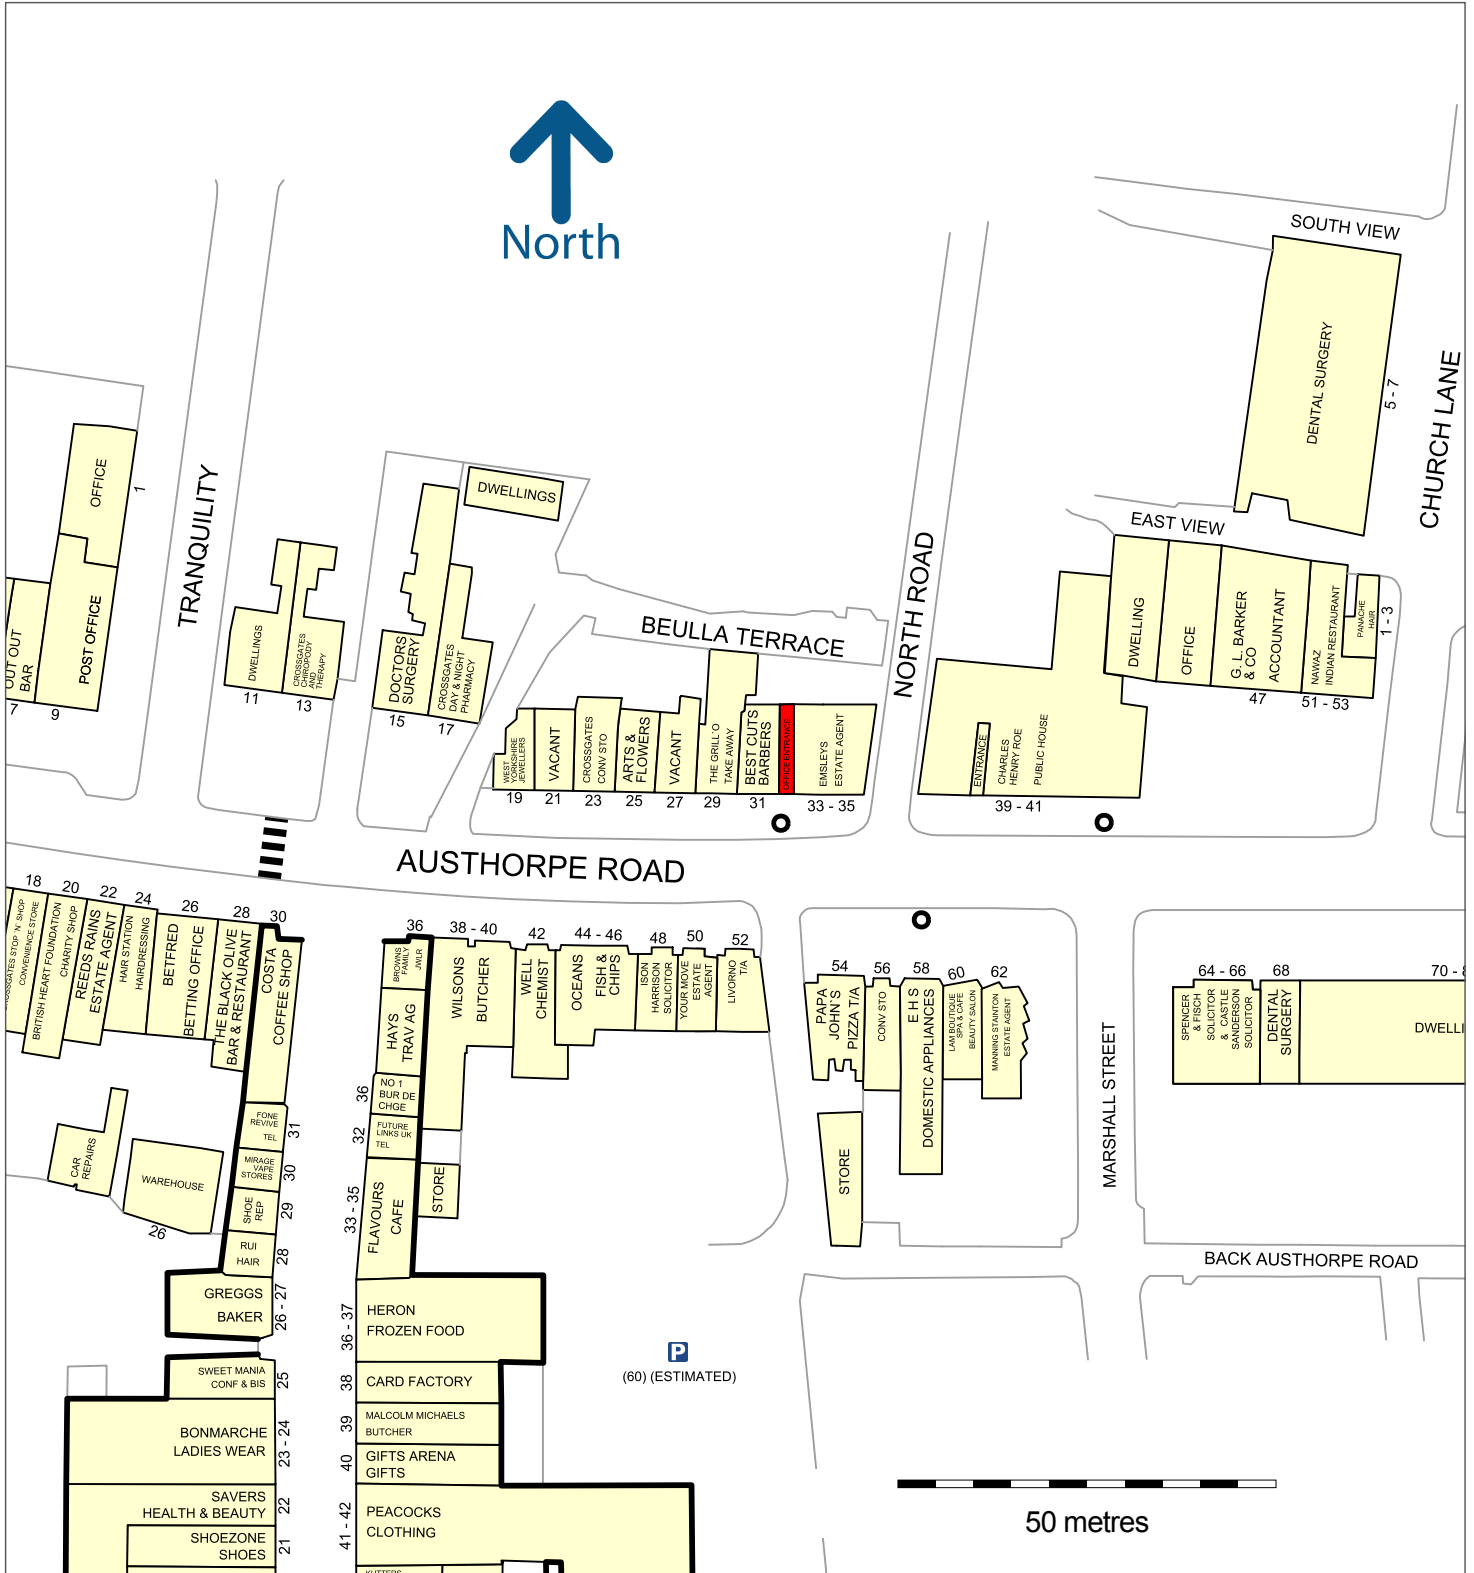 North
SOUTH VIEW
DENTAL SURGERY
5 - 7
CHURCH LANE
TRANQUILITY
OFFICE
1
POST OFFICE
9
OUT OUT
BAR
7
DWELLINGS
11
CROSSGATES
CHIROPODY
AND
THERAPY
13
DWELLINGS
DOCTORS
SURGERY
15
CROSSGATES
DAY & NIGHT
PHARMACY
17
BEULLA TERRACE
NORTH ROAD
EAST VIEW
DWELLING
OFFICE
G. L. BARKER
& CO
ACCOUNTANT
47
NAWAZ
INDIAN RESTAURANT
51 - 53
PANACHE
HAIR
1 - 3
WEST
YORKSHIRE
JEWELLERS
19
VACANT
21
CROSSGATES
CONV STO
23
ARTS &
FLOWERS
25
VACANT
27
THE GRILL'O
TAKE AWAY
29
BEST CUTS
BARBERS
31
OFFICE ENTRANCE
EMSLEYS
ESTATE AGENT
33 - 35
ENTRANCE
CHARLES
HENRY ROE
PUBLIC HOUSE
39 - 41
AUSTHORPE ROAD
18
20
22
24
26
28
30
STOP 'N' SHOP
CONVENIENCE STORE
BRITISH HEART FOUNDATION
CHARITY SHOP
REEDS RAINS
ESTATE AGENT
HAIR STATION
HAIRDRESSING
BETFRED
BETTING OFFICE
THE BLACK OLIVE
BAR & RESTAURANT
COSTA
COFFEE SHOP
36
38 - 40
42
44 - 46
48
50
52
BROWNS
FAMILY
JWLR
WILSONS
BUTCHER
WELL
CHEMIST
OCEANS
FISH &
CHIPS
ISON
HARRISON
SOLICITOR
YOUR MOVE
ESTATE
AGENT
LIVORNO
T/A
54
56
58
60
62
PAPA
JOHN'S
PIZZA T/A
CONV STO
E H S
DOMESTIC APPLIANCES
LAM BOUTIQUE
SPA & CAFE
BEAUTY SALON
MANNING STAINTON
ESTATE AGENT
STORE
MARSHALL STREET
64 - 66
68
70 - 8
SPENCER
& FISCH
SOLICITOR
& CASTLE
SANDERSON
SOLICITOR
DENTAL
SURGERY
DWELLI
BACK AUSTHORPE ROAD
HAYS
TRAV AG
NO 1
BUR DE
CHGE
36
FUTURE
LINKS UK
TEL
32
FLAVOURS
CAFE
33 - 35
STORE
CAR
REPAIRS
WAREHOUSE
26
FONE
REVIVE
TEL
31
MIRAGE
VAPE
STORES
30
SHOE
REP
29
RUI
HAIR
28
GREGGS
BAKER
26 - 27
SWEET MANIA
CONF & BIS
25
BONMARCHE
LADIES WEAR
23 - 24
SAVERS
HEALTH & BEAUTY
22
SHOEZONE
SHOES
21
HERON
FROZEN FOOD
36 - 37
CARD FACTORY
38
MALCOLM MICHAELS
BUTCHER
39
GIFTS ARENA
GIFTS
40
PEACOCKS
CLOTHING
41 - 42
P
(60) (ESTIMATED)
50 metres